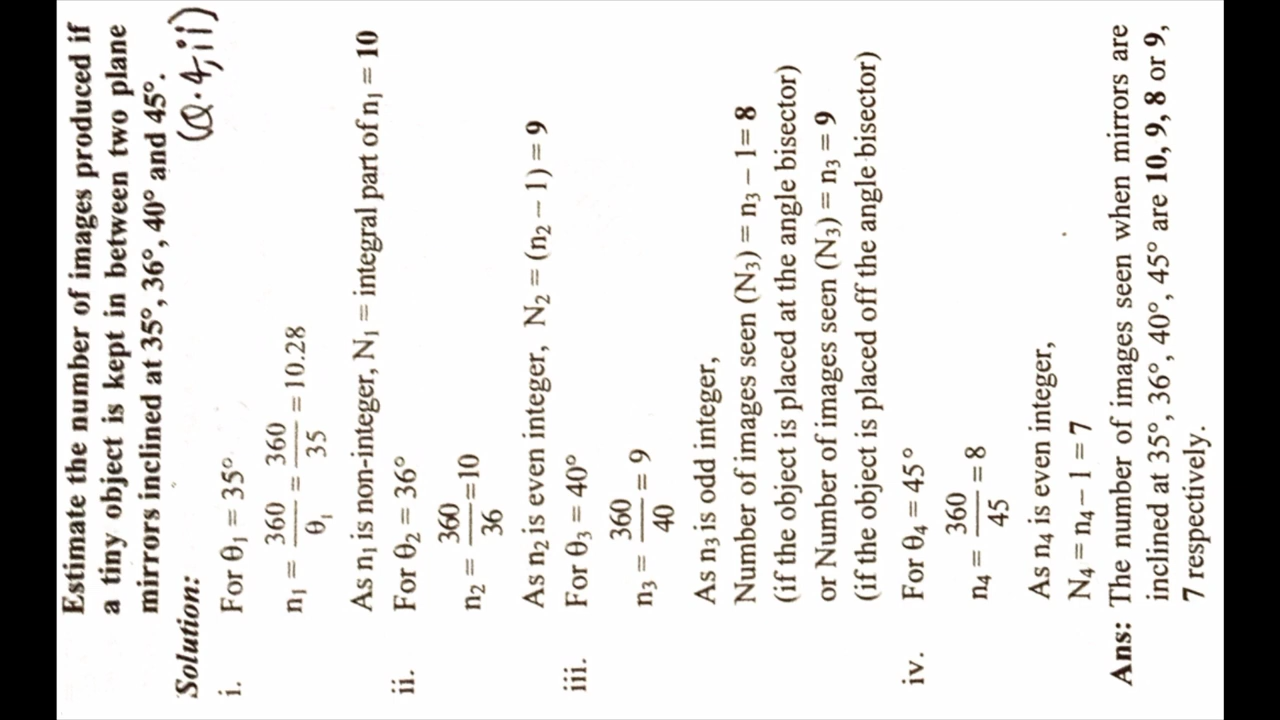 Estimate the number of images produced if
a tiny object is kept in between two plane
mirrors inclined at 35°, 36°, 40° and 45°.
(Q.4,ii)
Solution:
i. For θ₁ = 35°
n₁ = 360/θ₁ = 360/35 = 10.28
As n₁ is non-integer, N₁ = integral part of n₁ = 10
ii. For θ₂ = 36°
n₂ = 360/36 =10
As n₂ is even integer, N₂ = (n₂ – 1) = 9
iii. For θ₃ = 40°
n₃ = 360/40 = 9
As n₃ is odd integer,
Number of images seen (N₃) = n₃ – 1= 8
(if the object is placed at the angle bisector)
or Number of images seen (N₃) = n₃ = 9
(if the object is placed off the angle bisector)
iv. For θ₄ = 45°
n₄ = 360/45 =8
As n₄ is even integer,
N₄ = n₄ – 1 = 7
Ans: The number of images seen when mirrors are
inclined at 35°, 36°, 40°, 45° are 10, 9, 8 or 9,
7 respectively.